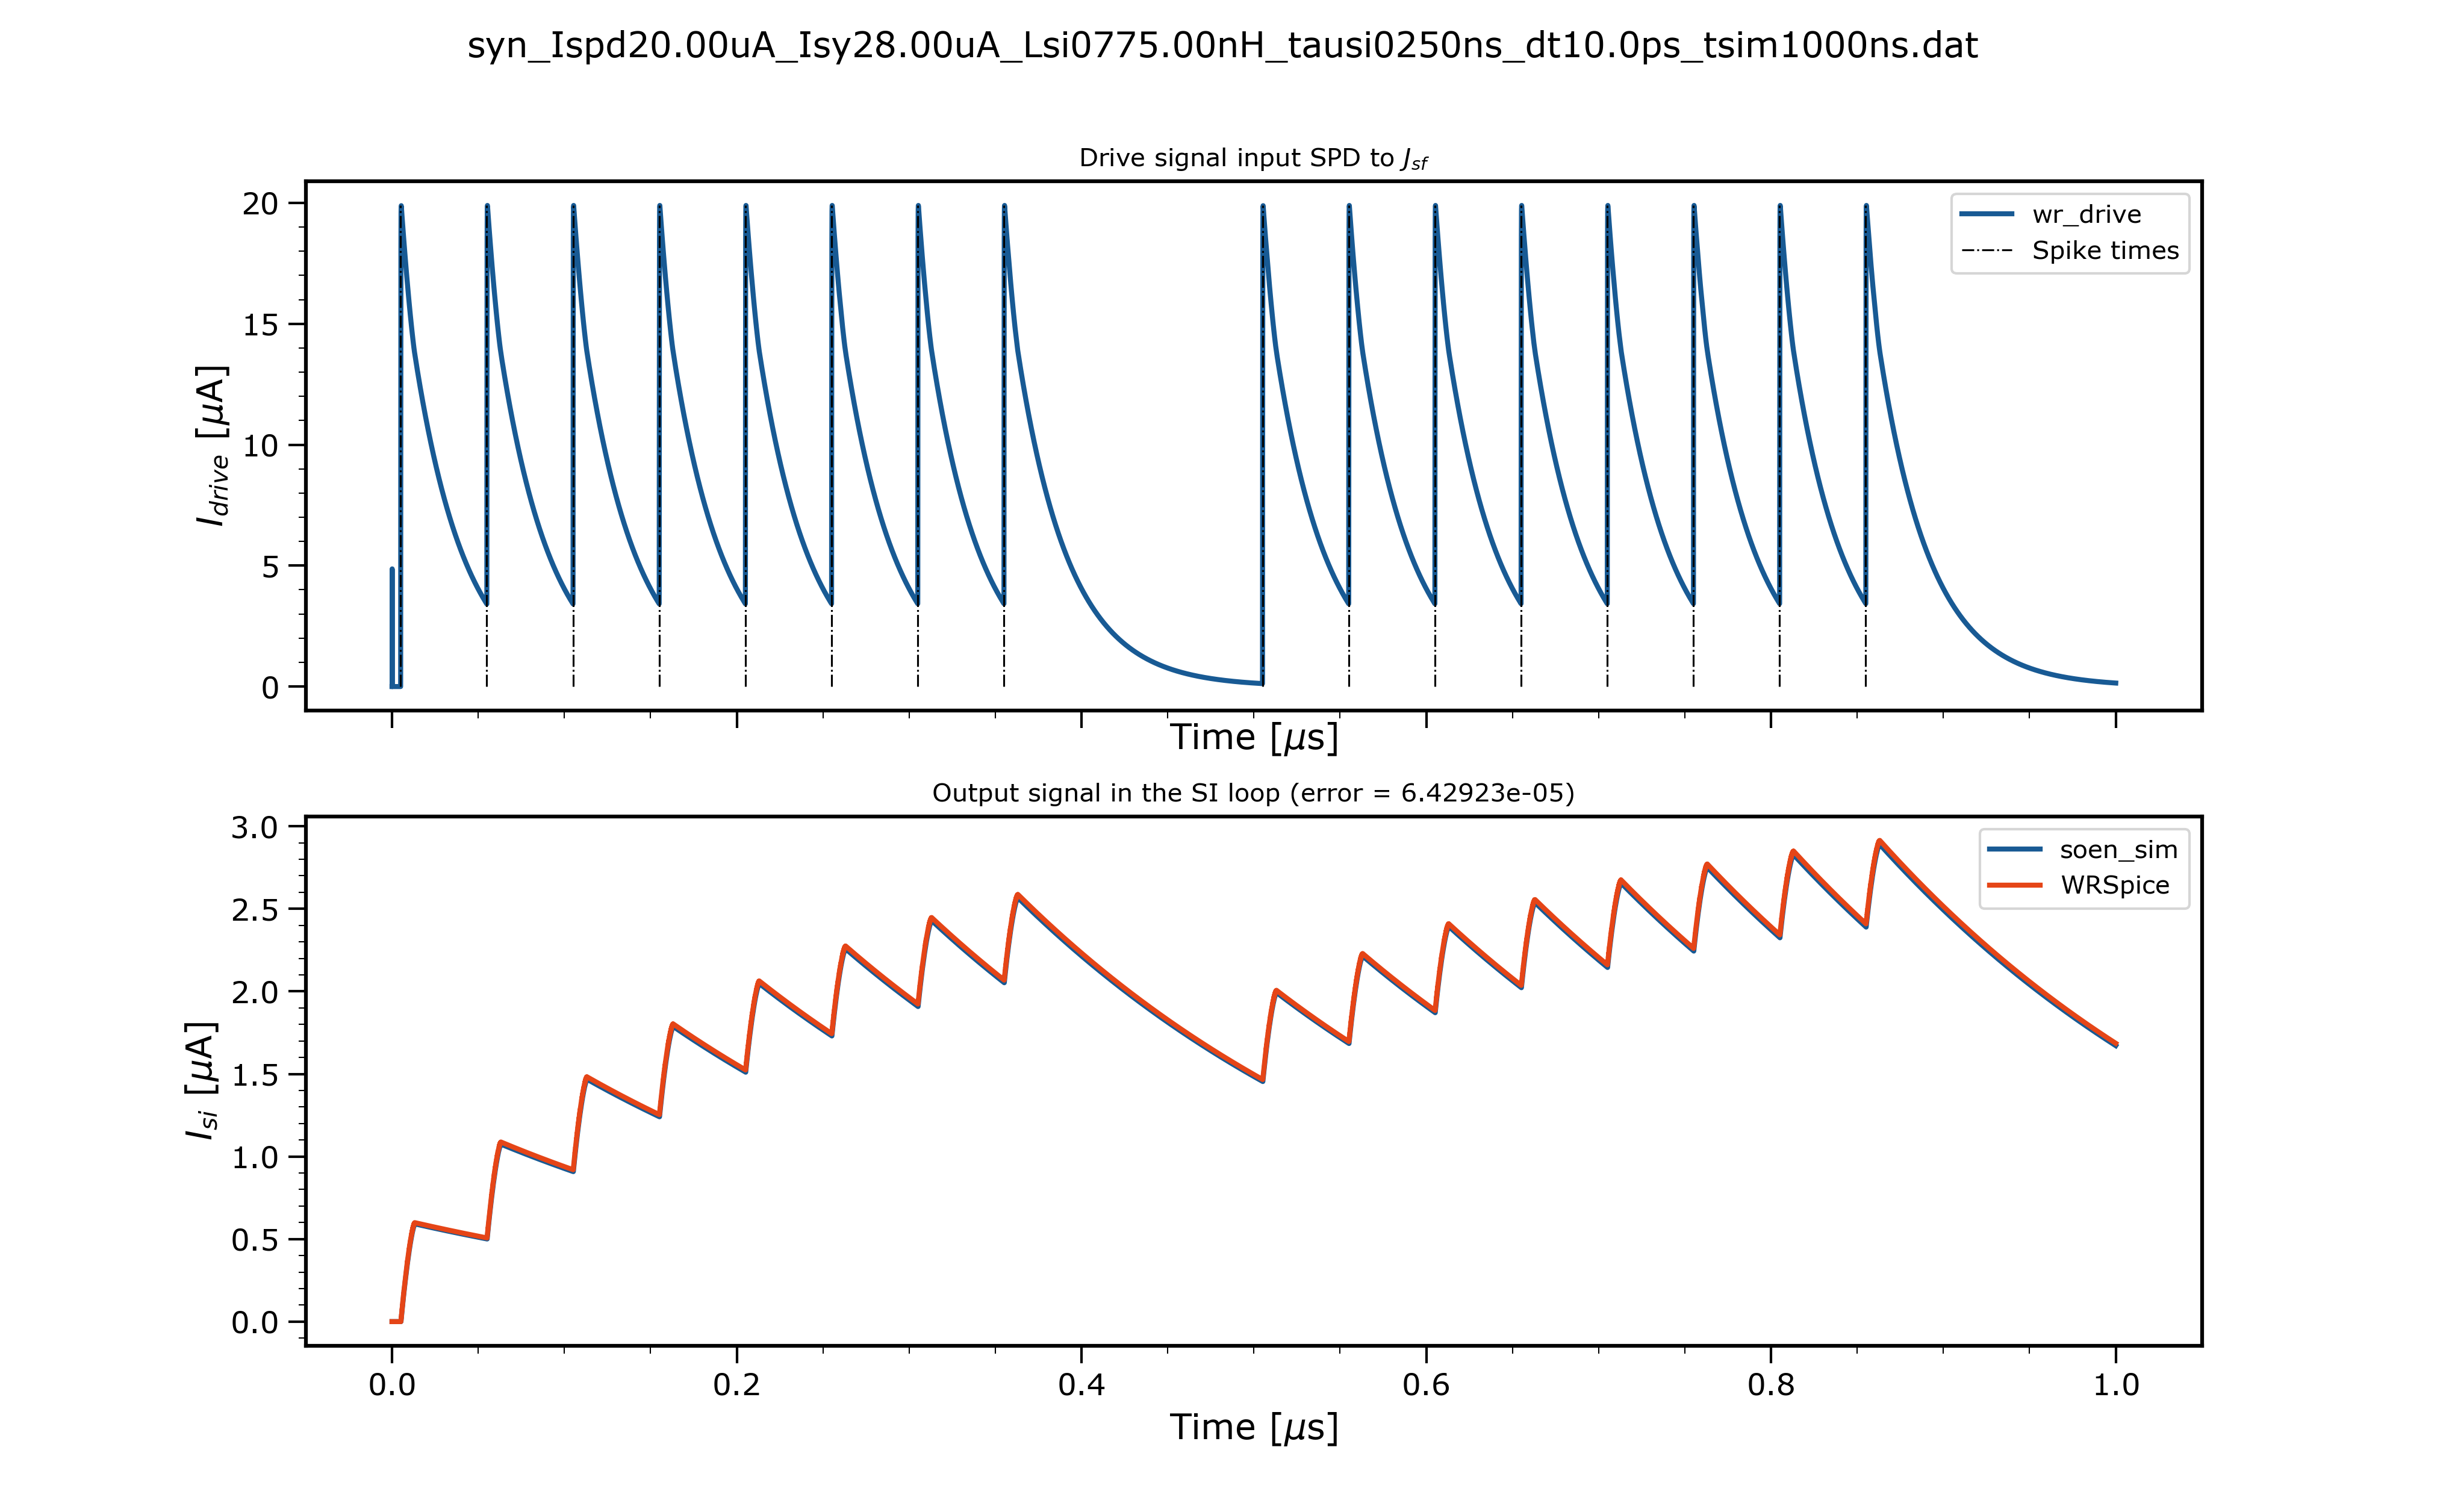 syn_Ispd20.00uA_Isy28.00uA_Lsi0775.00nH_tausi0250ns_dt10.0ps_tsim1000ns.dat
Drive signal input SPD to J_sf
20
15
10
5
0
I_drive [μA]
wr_drive
Spike times
Time [μs]
Output signal in the SI loop (error = 6.42923e-05)
3.0
2.5
2.0
1.5
1.0
0.5
0.0
I_si [μA]
soen_sim
WRSpice
0.0 0.2 0.4 0.6 0.8 1.0
Time [μs]